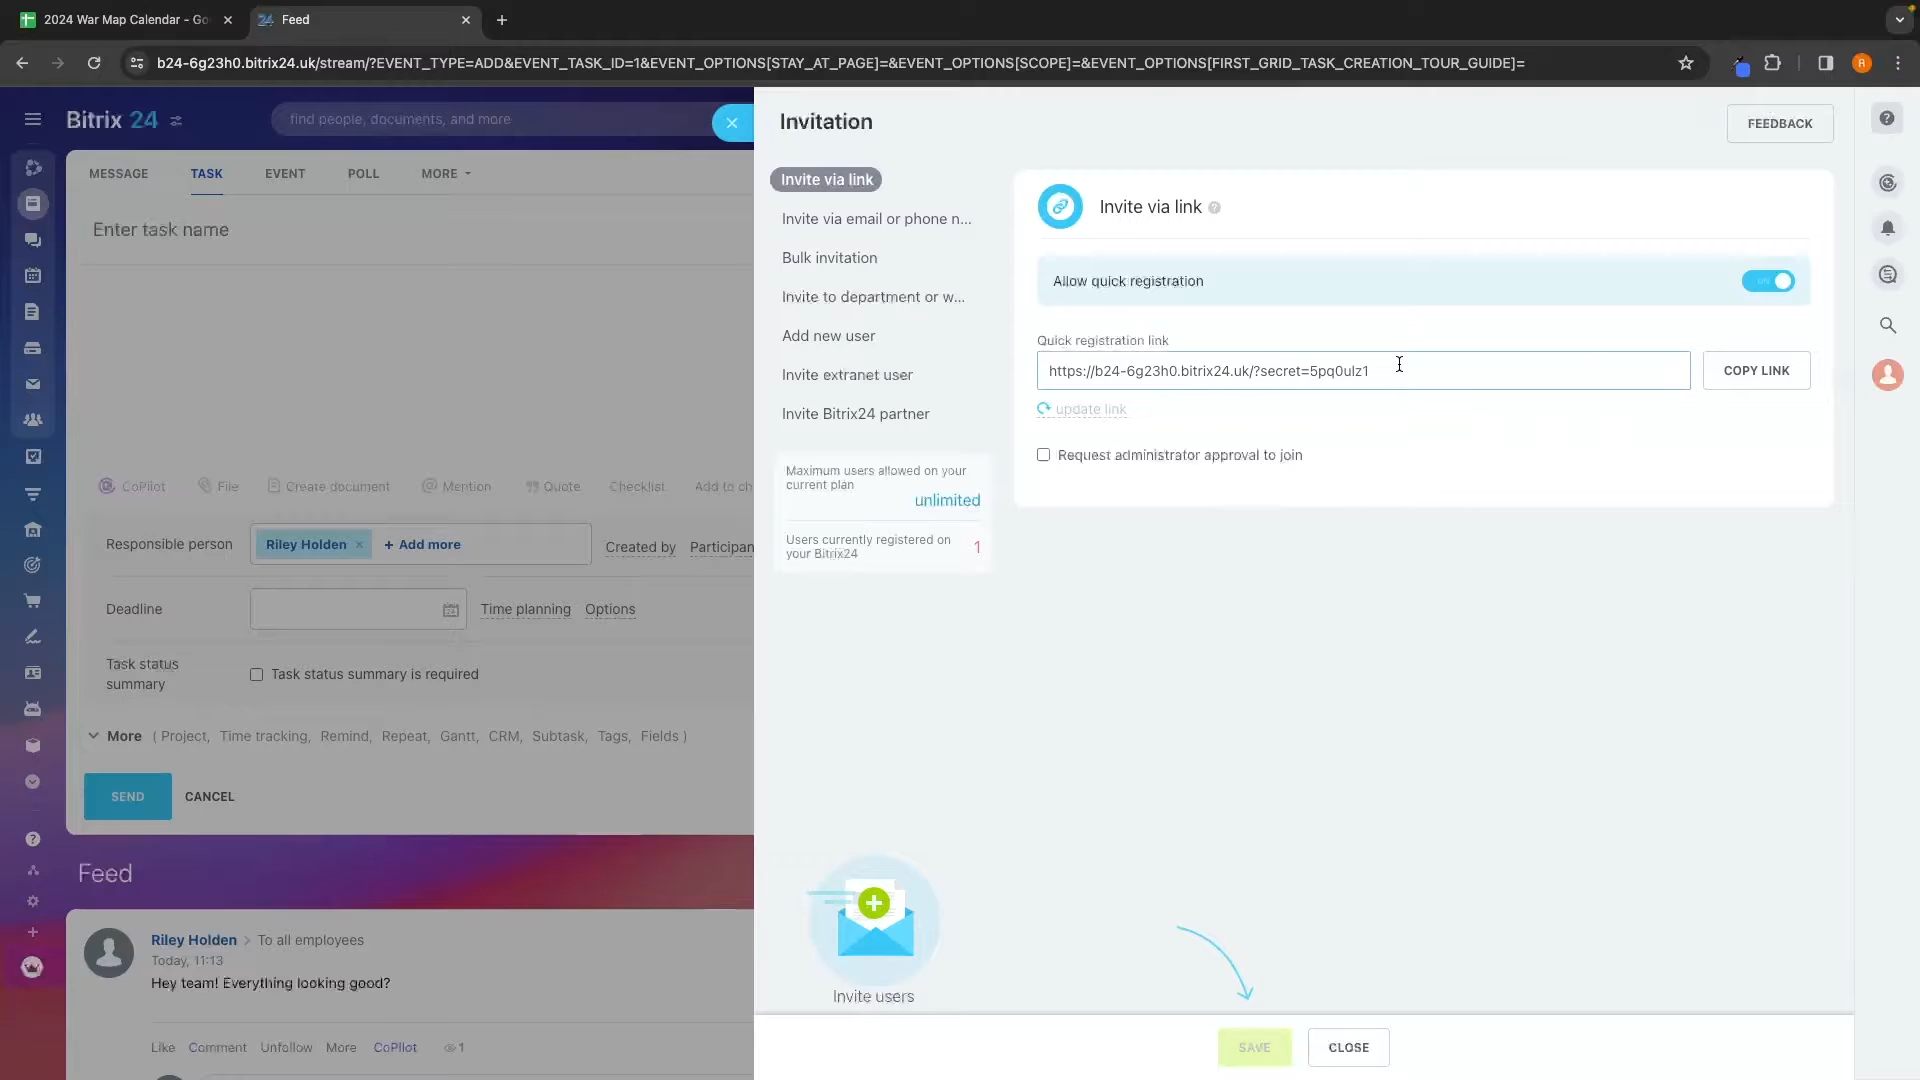 2024 War Map Calendar - Go
Feed
b24-6g23h0.bitrix24.uk/stream/?EVENT_TYPE=ADD&EVENT_TASK_ID=1&EVENT_OPTIONS[STAY_AT_PAGE]=&EVENT_OPTIONS[SCOPE]=&EVENT_OPTIONS[FIRST_GRID_TASK_CREATION_TOUR_GUIDE]=
R
Bitrix 24
find people, documents, and more
MESSAGE
TASK
EVENT
POLL
MORE
Enter task name
CoPilot
File
Create document
Mention
Quote
Checklist
Add to ch
Responsible person
Riley Holden
+ Add more
Created by
Participan
Deadline
Time planning
Options
Task status
summary
Task status summary is required
More ( Project, Time tracking, Remind, Repeat, Gantt, CRM, Subtask, Tags, Fields )
SEND
CANCEL
Feed
Riley Holden > To all employees
Today, 11:13
Hey team! Everything looking good?
Like
Comment
Unfollow
More
CoPilot
1
Invitation
FEEDBACK
Invite via link
Invite via email or phone n...
Bulk invitation
Invite to department or w...
Add new user
Invite extranet user
Invite Bitrix24 partner
Maximum users allowed on your
current plan
unlimited
Users currently registered on
your Bitrix24
1
Invite users
Invite via link
Allow quick registration
ON
Quick registration link
https://b24-6g23h0.bitrix24.uk/?secret=5pq0ulz1
COPY LINK
update link
Request administrator approval to join
SAVE
CLOSE